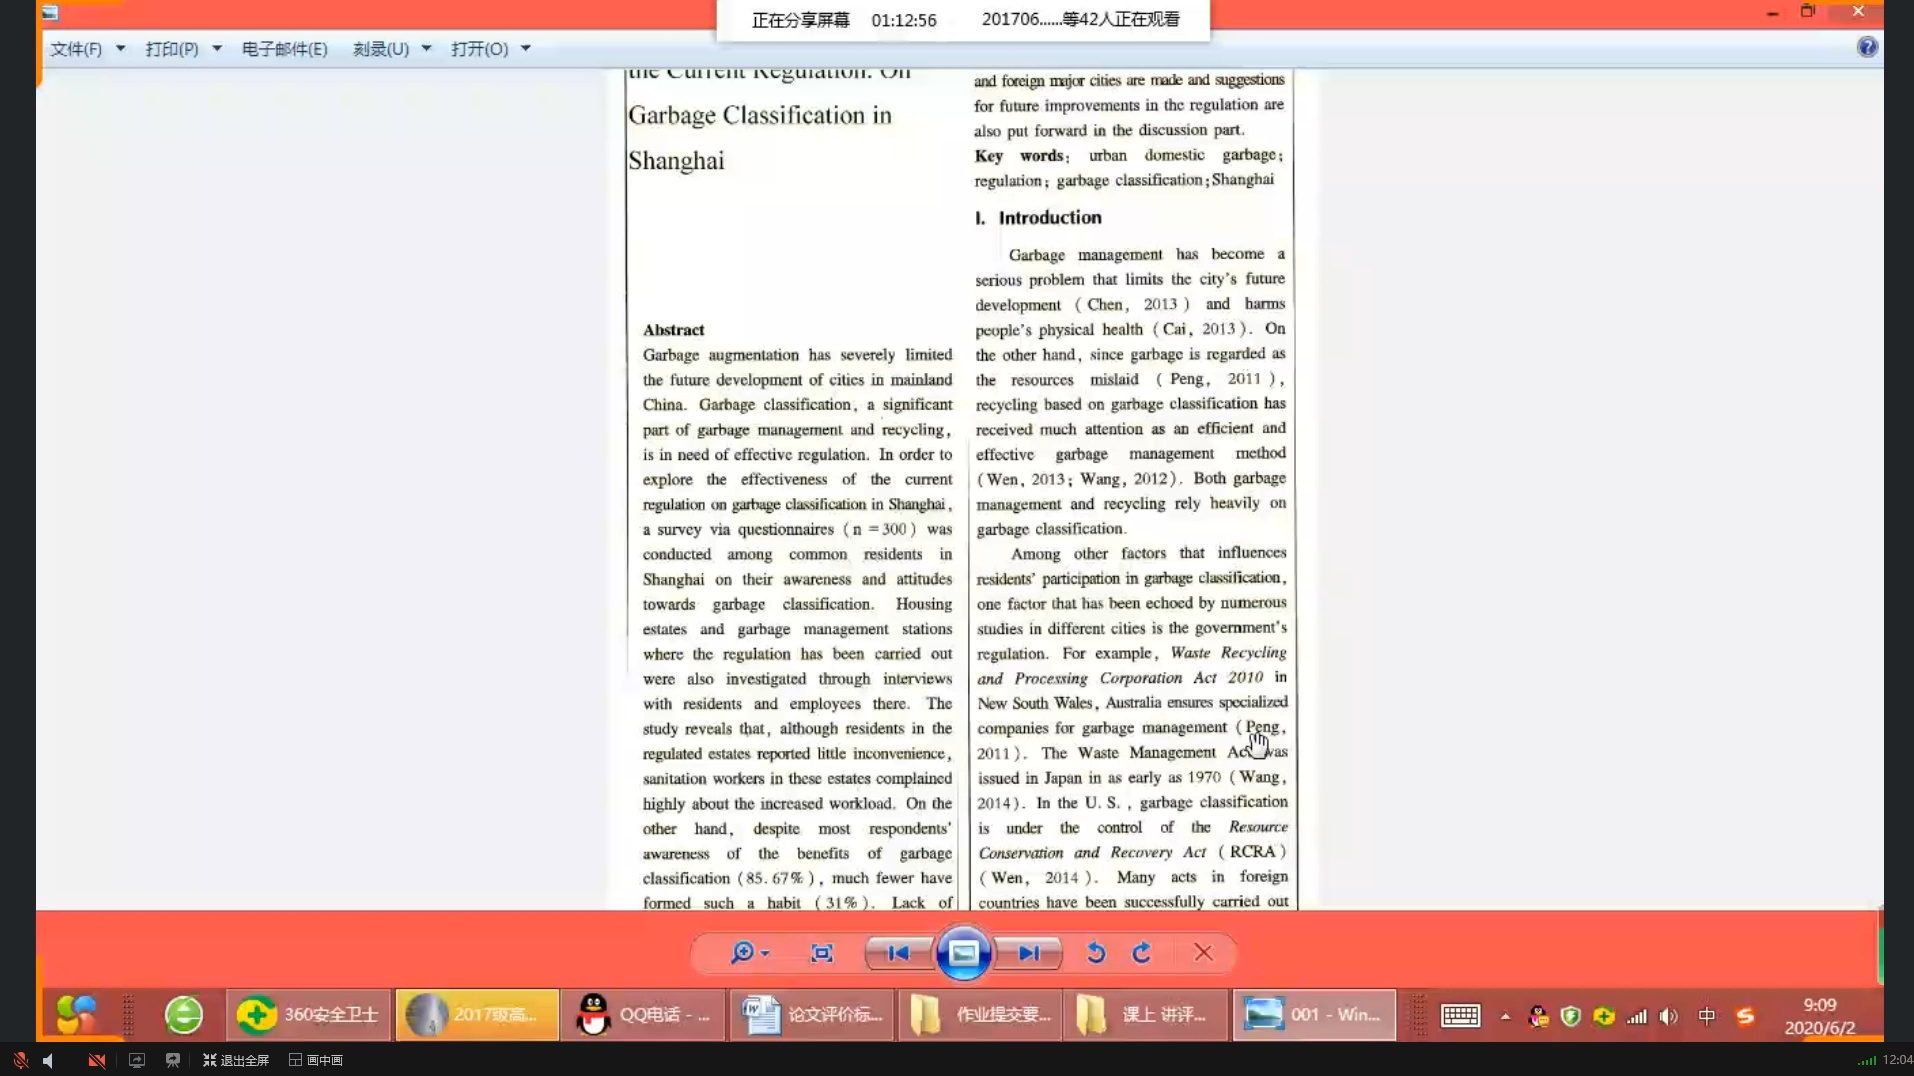 正在分享屏幕 01:12:56 201706......等42人正在观看
文件(F) 打印(P) 电子邮件(E) 刻录(U) 打开(O)
the Current Regulation: On
Garbage Classification in
Shanghai
Abstract
Garbage augmentation has severely limited
the future development of cities in mainland
China. Garbage classification, a significant
part of garbage management and recycling,
is in need of effective regulation. In order to
explore the effectiveness of the current
regulation on garbage classification in Shanghai,
a survey via questionnaires (n =300) was
conducted among common residents in
Shanghai on their awareness and attitudes
towards garbage classification. Housing
estates and garbage management stations
where the regulation has been carried out
were also investigated through interviews
with residents and employees there. The
study reveals that, although residents in the
regulated estates reported little inconvenience,
sanitation workers in these estates complained
highly about the increased workload. On the
other hand, despite most respondents'
awareness of the benefits of garbage
classification (85.67%), much fewer have
formed such a habit (31%). Lack of
and foreign major cities are made and suggestions
for future improvements in the regulation are
also put forward in the discussion part.
Key words: urban domestic garbage;
regulation; garbage classification;Shanghai
I. Introduction
Garbage management has become a
serious problem that limits the city's future
development (Chen, 2013) and harms
people's physical health (Cai, 2013). On
the other hand, since garbage is regarded as
the resources mislaid (Peng, 2011),
recycling based on garbage classification has
received much attention as an efficient and
effective garbage management method
(Wen, 2013; Wang, 2012). Both garbage
management and recycling rely heavily on
garbage classification.
Among other factors that influences
residents' participation in garbage classification,
one factor that has been echoed by numerous
studies in different cities is the government's
regulation. For example, Waste Recycling
and Processing Corporation Act 2010 in
New South Wales, Australia ensures specialized
companies for garbage management (Peng,
2011). The Waste Management Act was
issued in Japan in as early as 1970 (Wang,
2014). In the U. S., garbage classification
is under the control of the Resource
Conservation and Recovery Act (RCRA)
(Wen, 2014). Many acts in foreign
countries have been successfully carried out
360安全卫士 2017级高... QQ电话 - ... 论文评价标... 作业提交要... 课上 讲评... 001 - Win... 中 9:09
2020/6/2
退出全屏 画中画 12:04